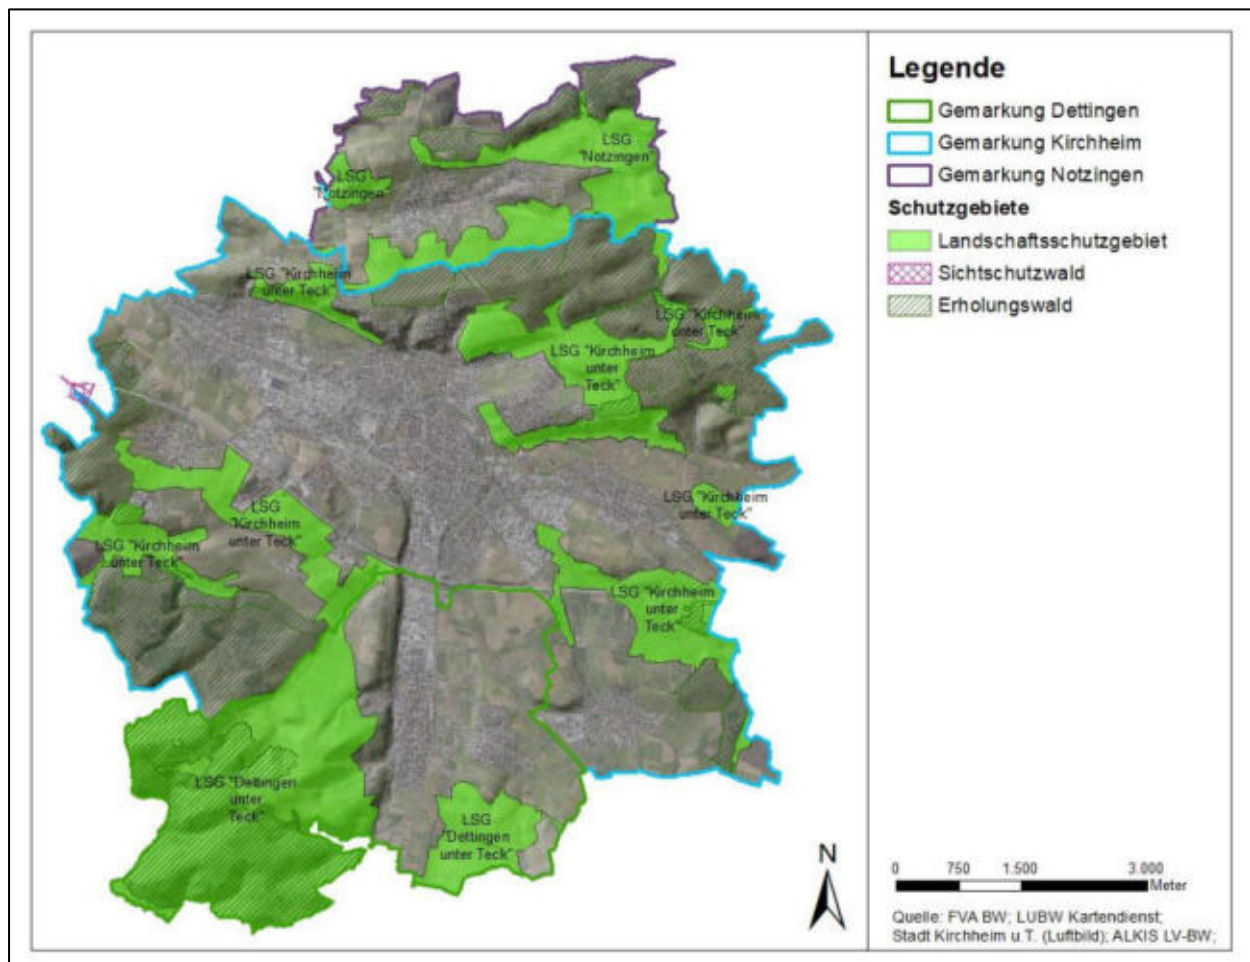 Legende
Gemarkung Dettingen
Gemarkung Kirchheim
Gemarkung Notzingen
Schutzgebiete
Landschaftsschutzgebiet
Sichtschutzwald
Erholungswald
LSG
"Notzingen"
LSG
"Notzingen
LSG "Kirchheim
unter Teck"
LSG "Kirchheim
unter Teck"
LSG "Kirchheim
unter
Teck"
LSG "Kirchheim
unter Teck"
LSG
"Kirchheim
unter Teck"
LSG "Kirchheim
unter Teck"
LSG "Kirchheim
unter
Teck"
LSG "Dettingen
unter
Teck"
LSG
"Dettingen
unter Teck"
N
0 750 1.500 3.000
Meter
Quelle: FVA BW; LUBW Kartendienst;
Stadt Kirchheim u.T. (Luftbild); ALKIS LV-BW;